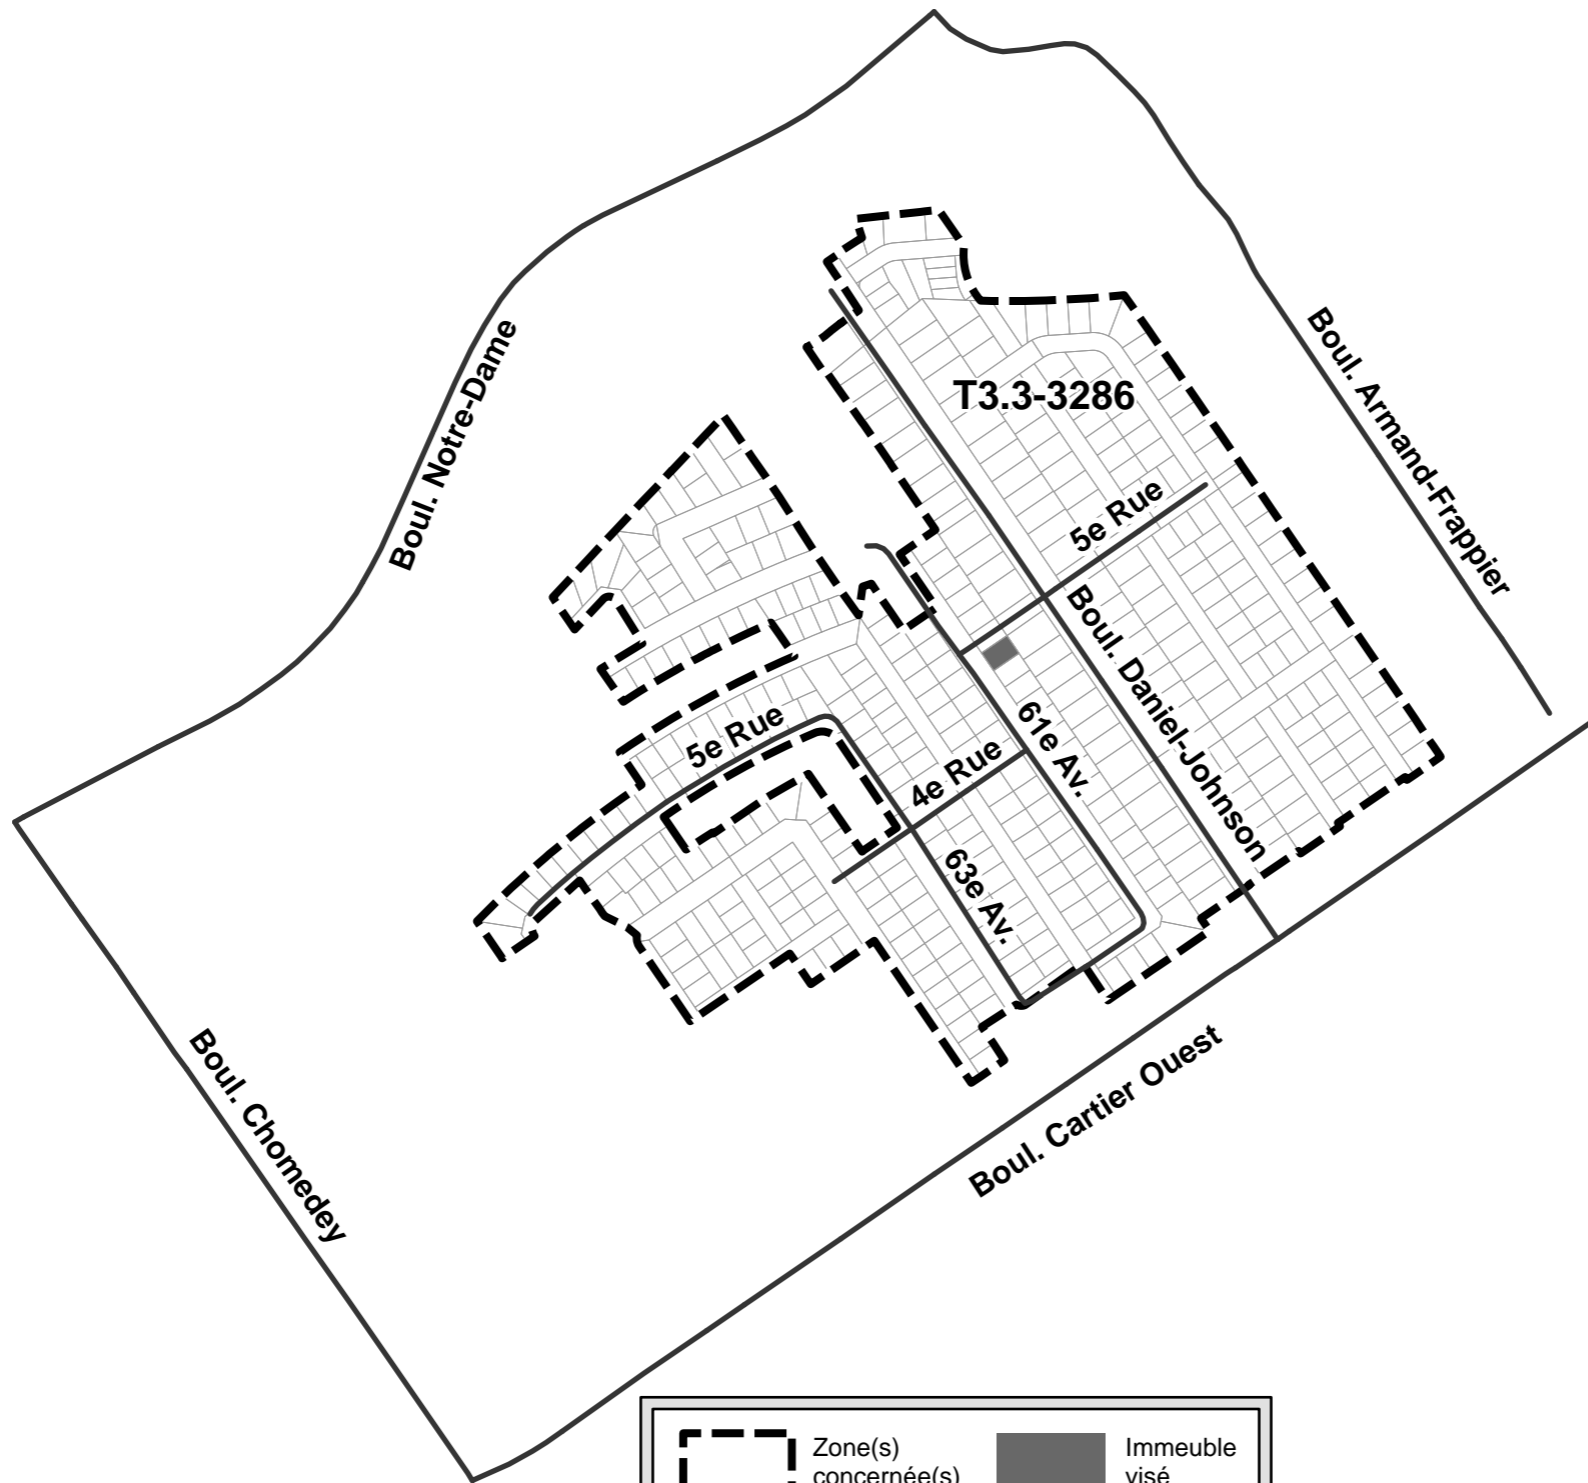 Boul. Notre-Dame
Boul. Armand-Frappier
T3.3-3286
5e Rue
Boul. Daniel-Johnson
5e Rue
61e Av.
4e Rue
63e Av.
Boul. Chomedey
Boul. Cartier Ouest
Zone(s)
concernée(s)
Immeuble
visé